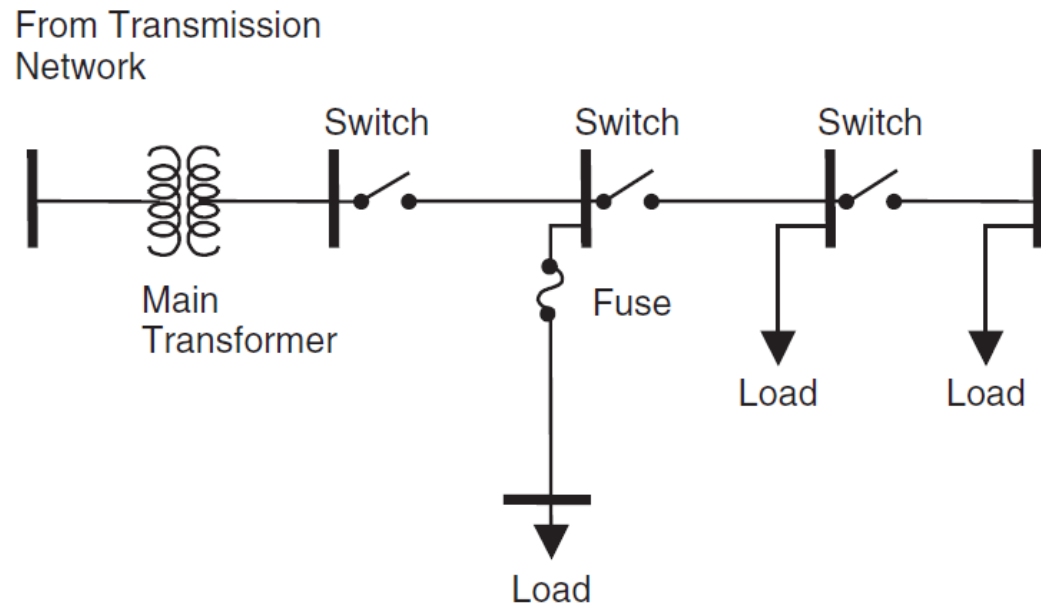 From Transmission
Network
Switch
Switch
Switch
Main
Transformer
Fuse
Load
Load
Load